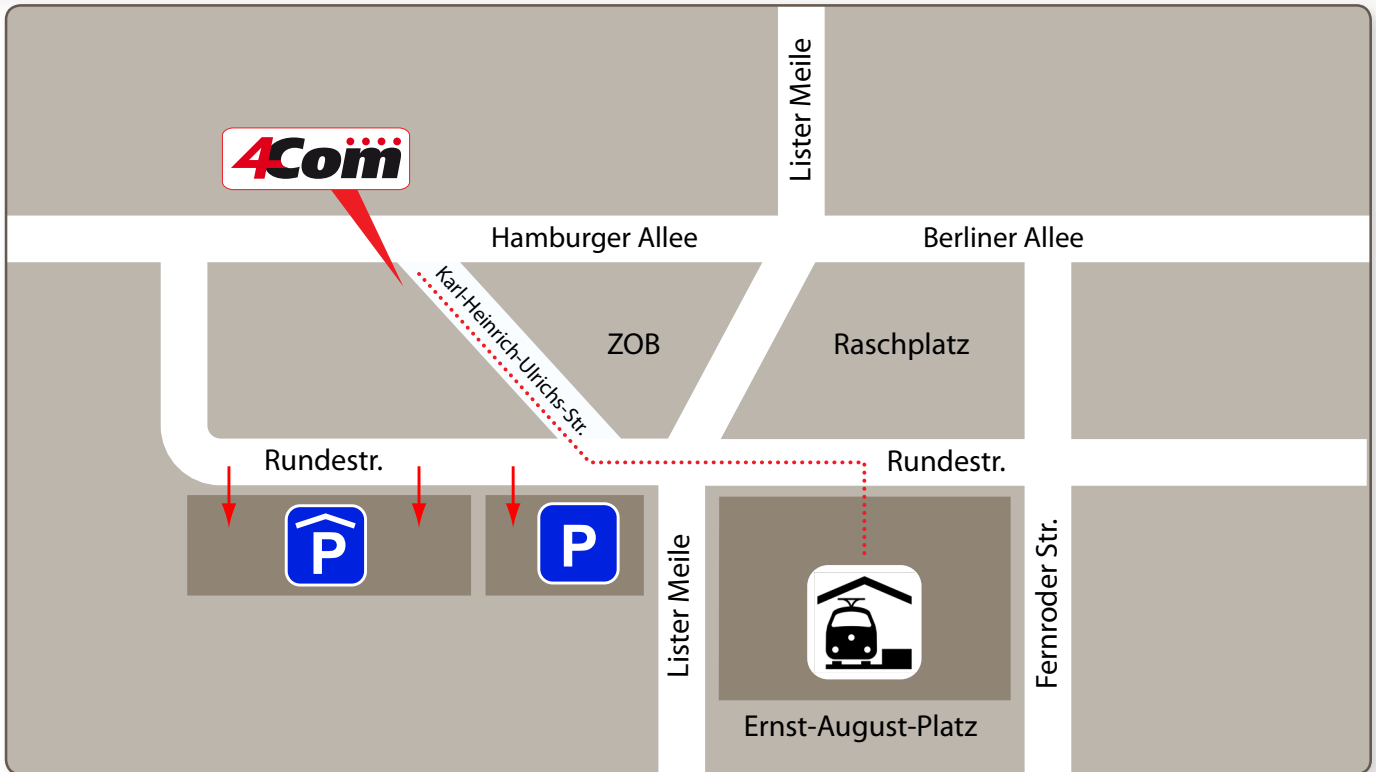 Lister Meile
4Com
Hamburger Allee
Berliner Allee
Karl-Heinrich-Ulrichs-Str.
ZOB
Raschplatz
Rundestr.
Rundestr.
P
P
Lister Meile
Fernroder Str.
Ernst-August-Platz